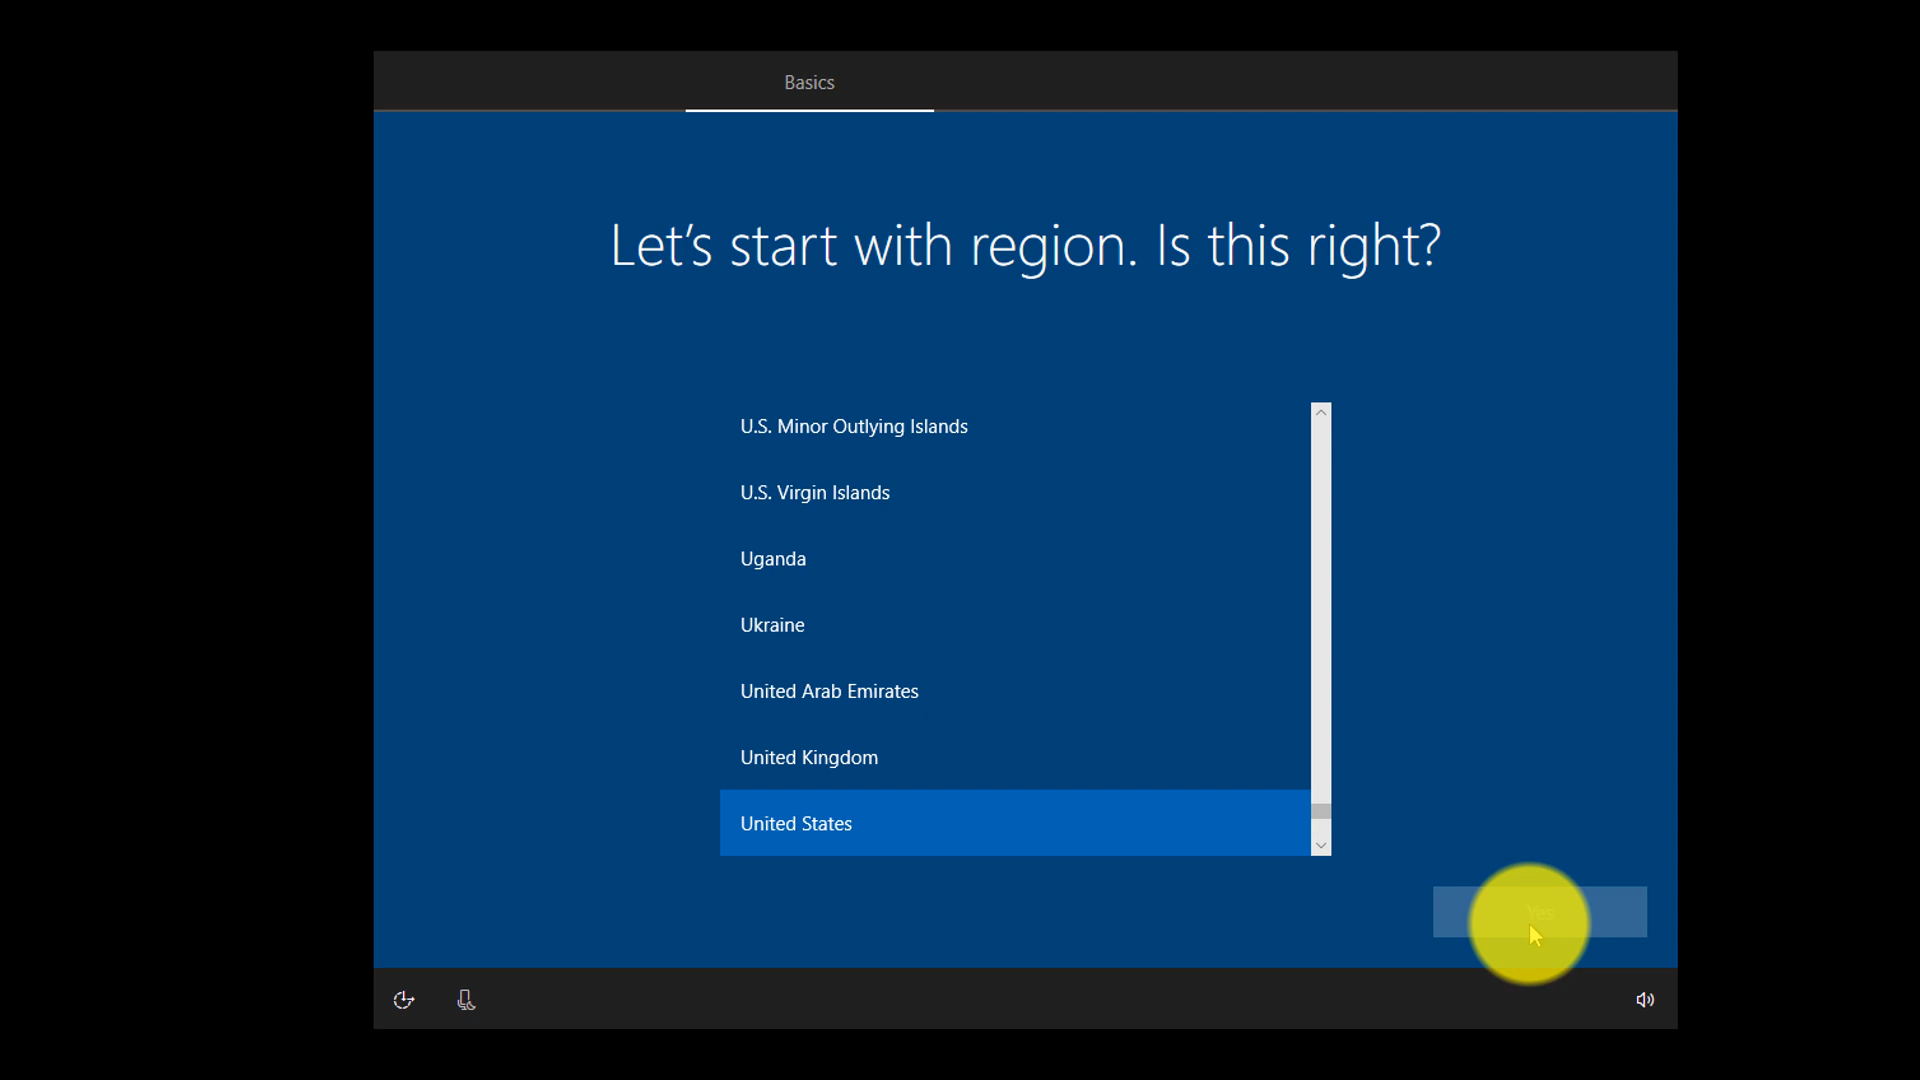 Basics
Let’s start with region. Is this right?
U.S. Minor Outlying Islands
U.S. Virgin Islands
Uganda
Ukraine
United Arab Emirates
United Kingdom
United States
Yes